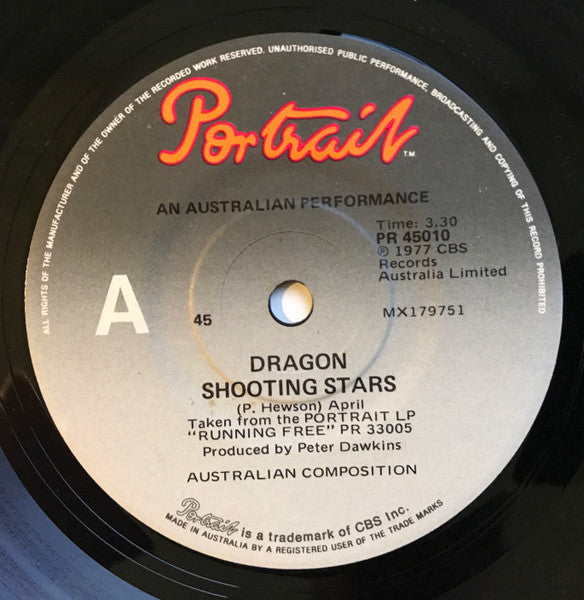 ALL RIGHTS OF THE MANUFACTURER AND OF THE OWNER OF THE RECORDED WORK RESERVED. UNAUTHORISED PUBLIC PERFORMANCE, BROADCASTING AND COPYING OF THIS RECORD PROHIBITED
Portrait T.M.
AN AUSTRALIAN PERFORMANCE
Time: 3.30
PR 45010
℗ 1977 CBS
Records
Australia Limited
A
45
MX179751
DRAGON
SHOOTING STARS
(P. Hewson) April
Taken from the PORTRAIT LP
"RUNNING FREE" PR 33005
Produced by Peter Dawkins
AUSTRALIAN COMPOSITION
Portrait is a trademark of CBS Inc.
MADE IN AUSTRALIA BY A REGISTERED USER OF THE TRADE MARKS